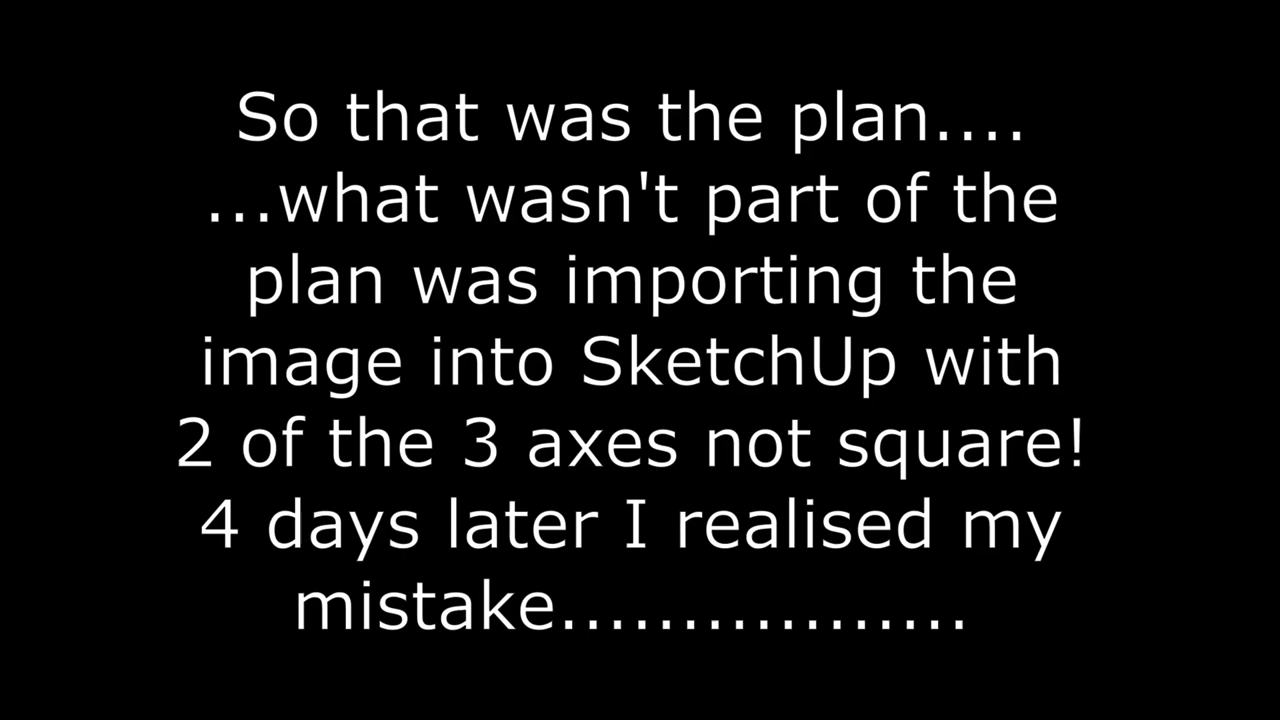 So that was the plan....
...what wasn't part of the
plan was importing the
image into SketchUp with
2 of the 3 axes not square!
4 days later I realised my
mistake.................